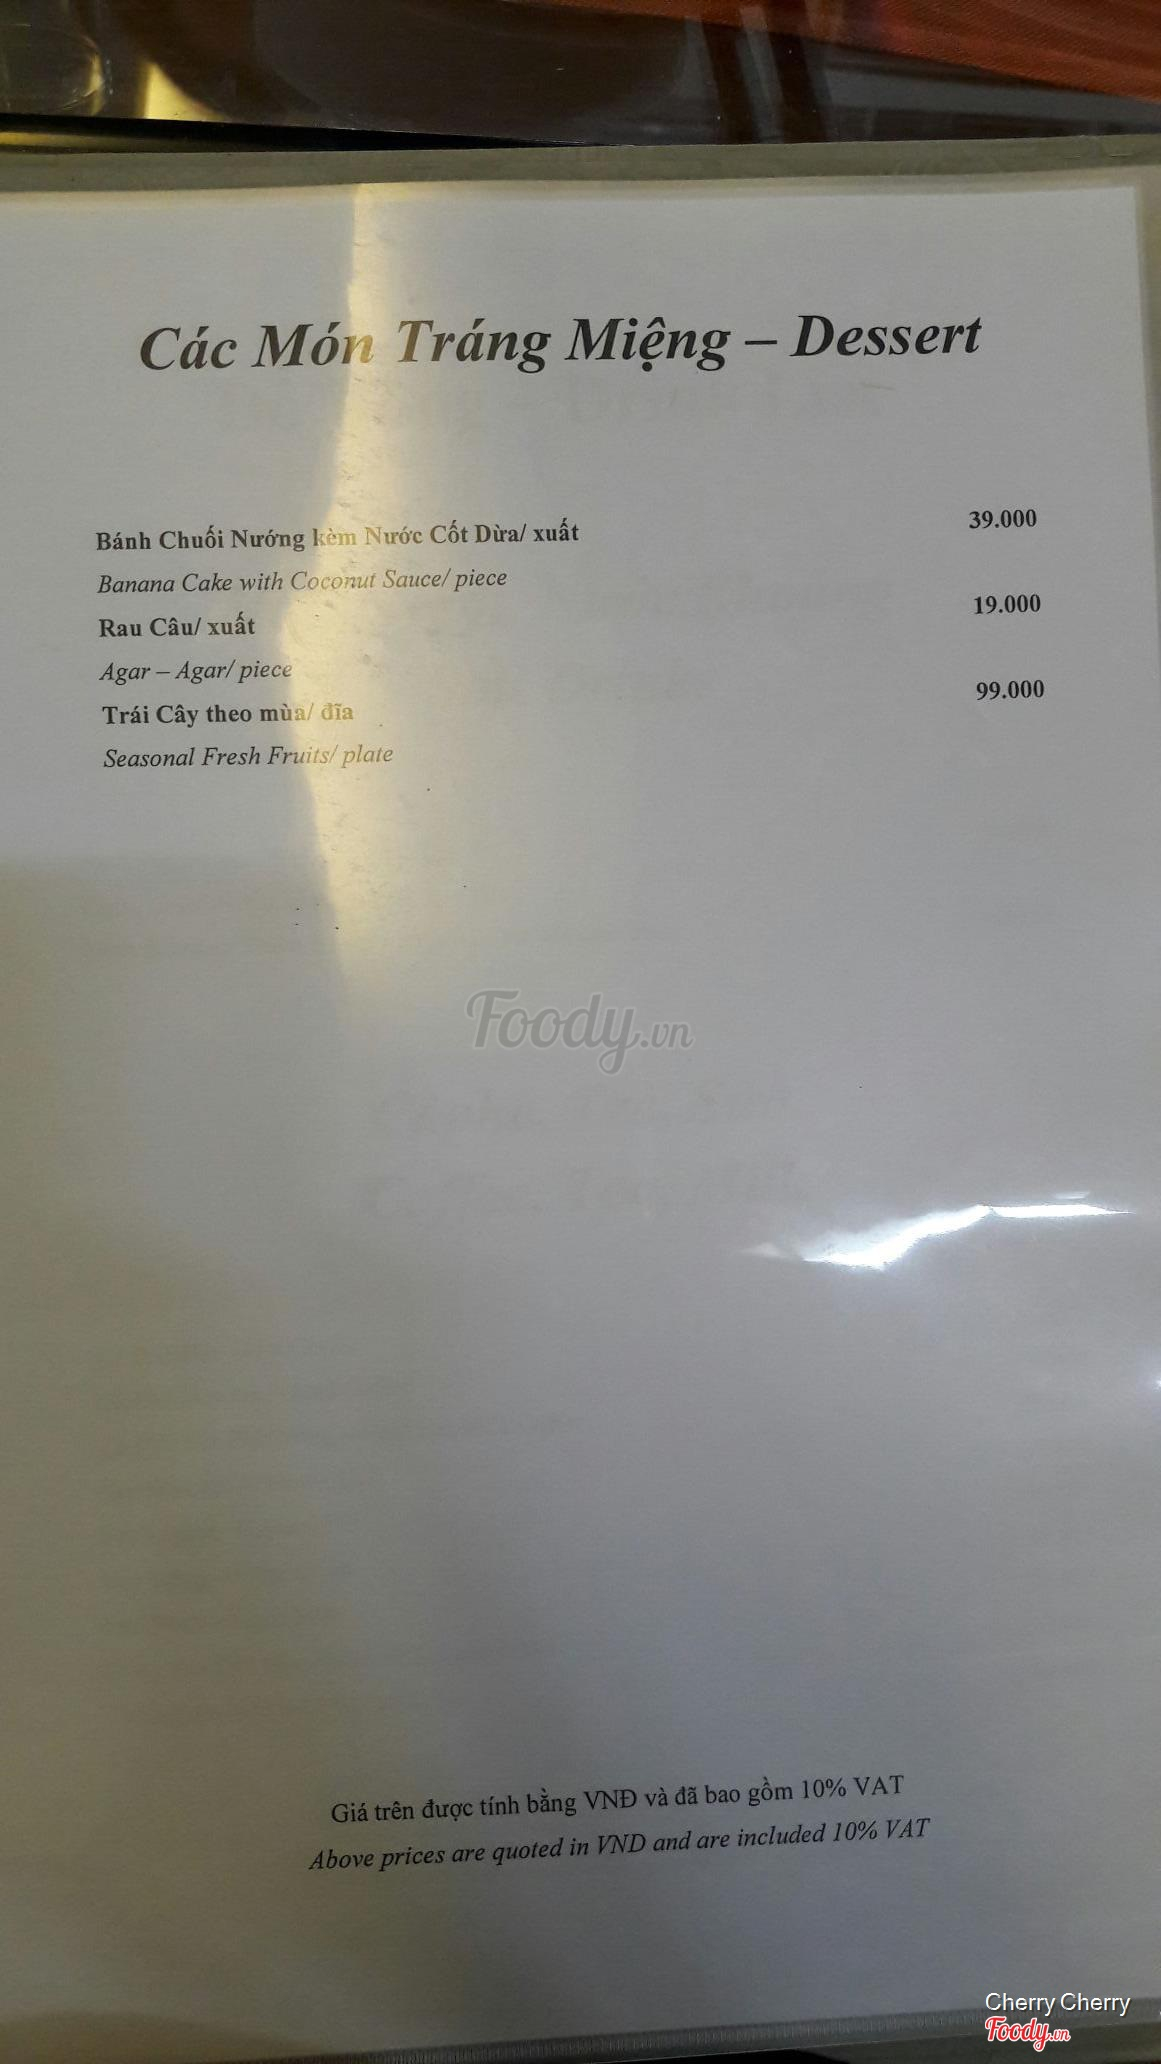 Các Món Tráng Miệng – Dessert
Bánh Chuối Nướng kèm Nước Cốt Dừa/ xuất 39.000
Banana Cake with Coconut Sauce/ piece
Rau Câu/ xuất 19.000
Agar – Agar/ piece
Trái Cây theo mùa/ đĩa 99.000
Seasonal Fresh Fruits/ plate
Foody.vn
Giá trên được tính bằng VNĐ và đã bao gồm 10% VAT
Above prices are quoted in VND and are included 10% VAT
Cherry Cherry
Foody.vn